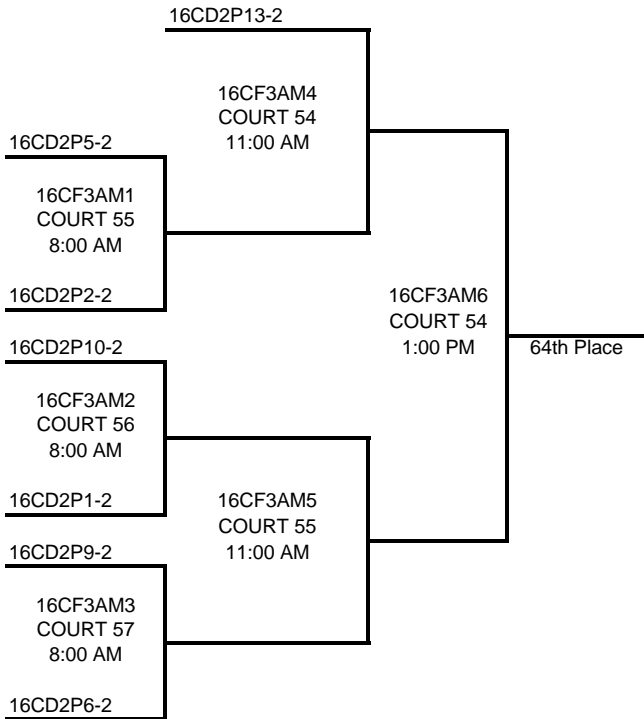 16CD2P13-2
16CF3AM4
COURT 54
11:00 AM
16CD2P5-2
16CF3AM1
COURT 55
8:00 AM
16CD2P2-2
16CF3AM6
COURT 54
1:00 PM
64th Place
16CD2P10-2
16CF3AM2
COURT 56
8:00 AM
16CD2P1-2
16CF3AM5
COURT 55
11:00 AM
16CD2P9-2
16CF3AM3
COURT 57
8:00 AM
16CD2P6-2